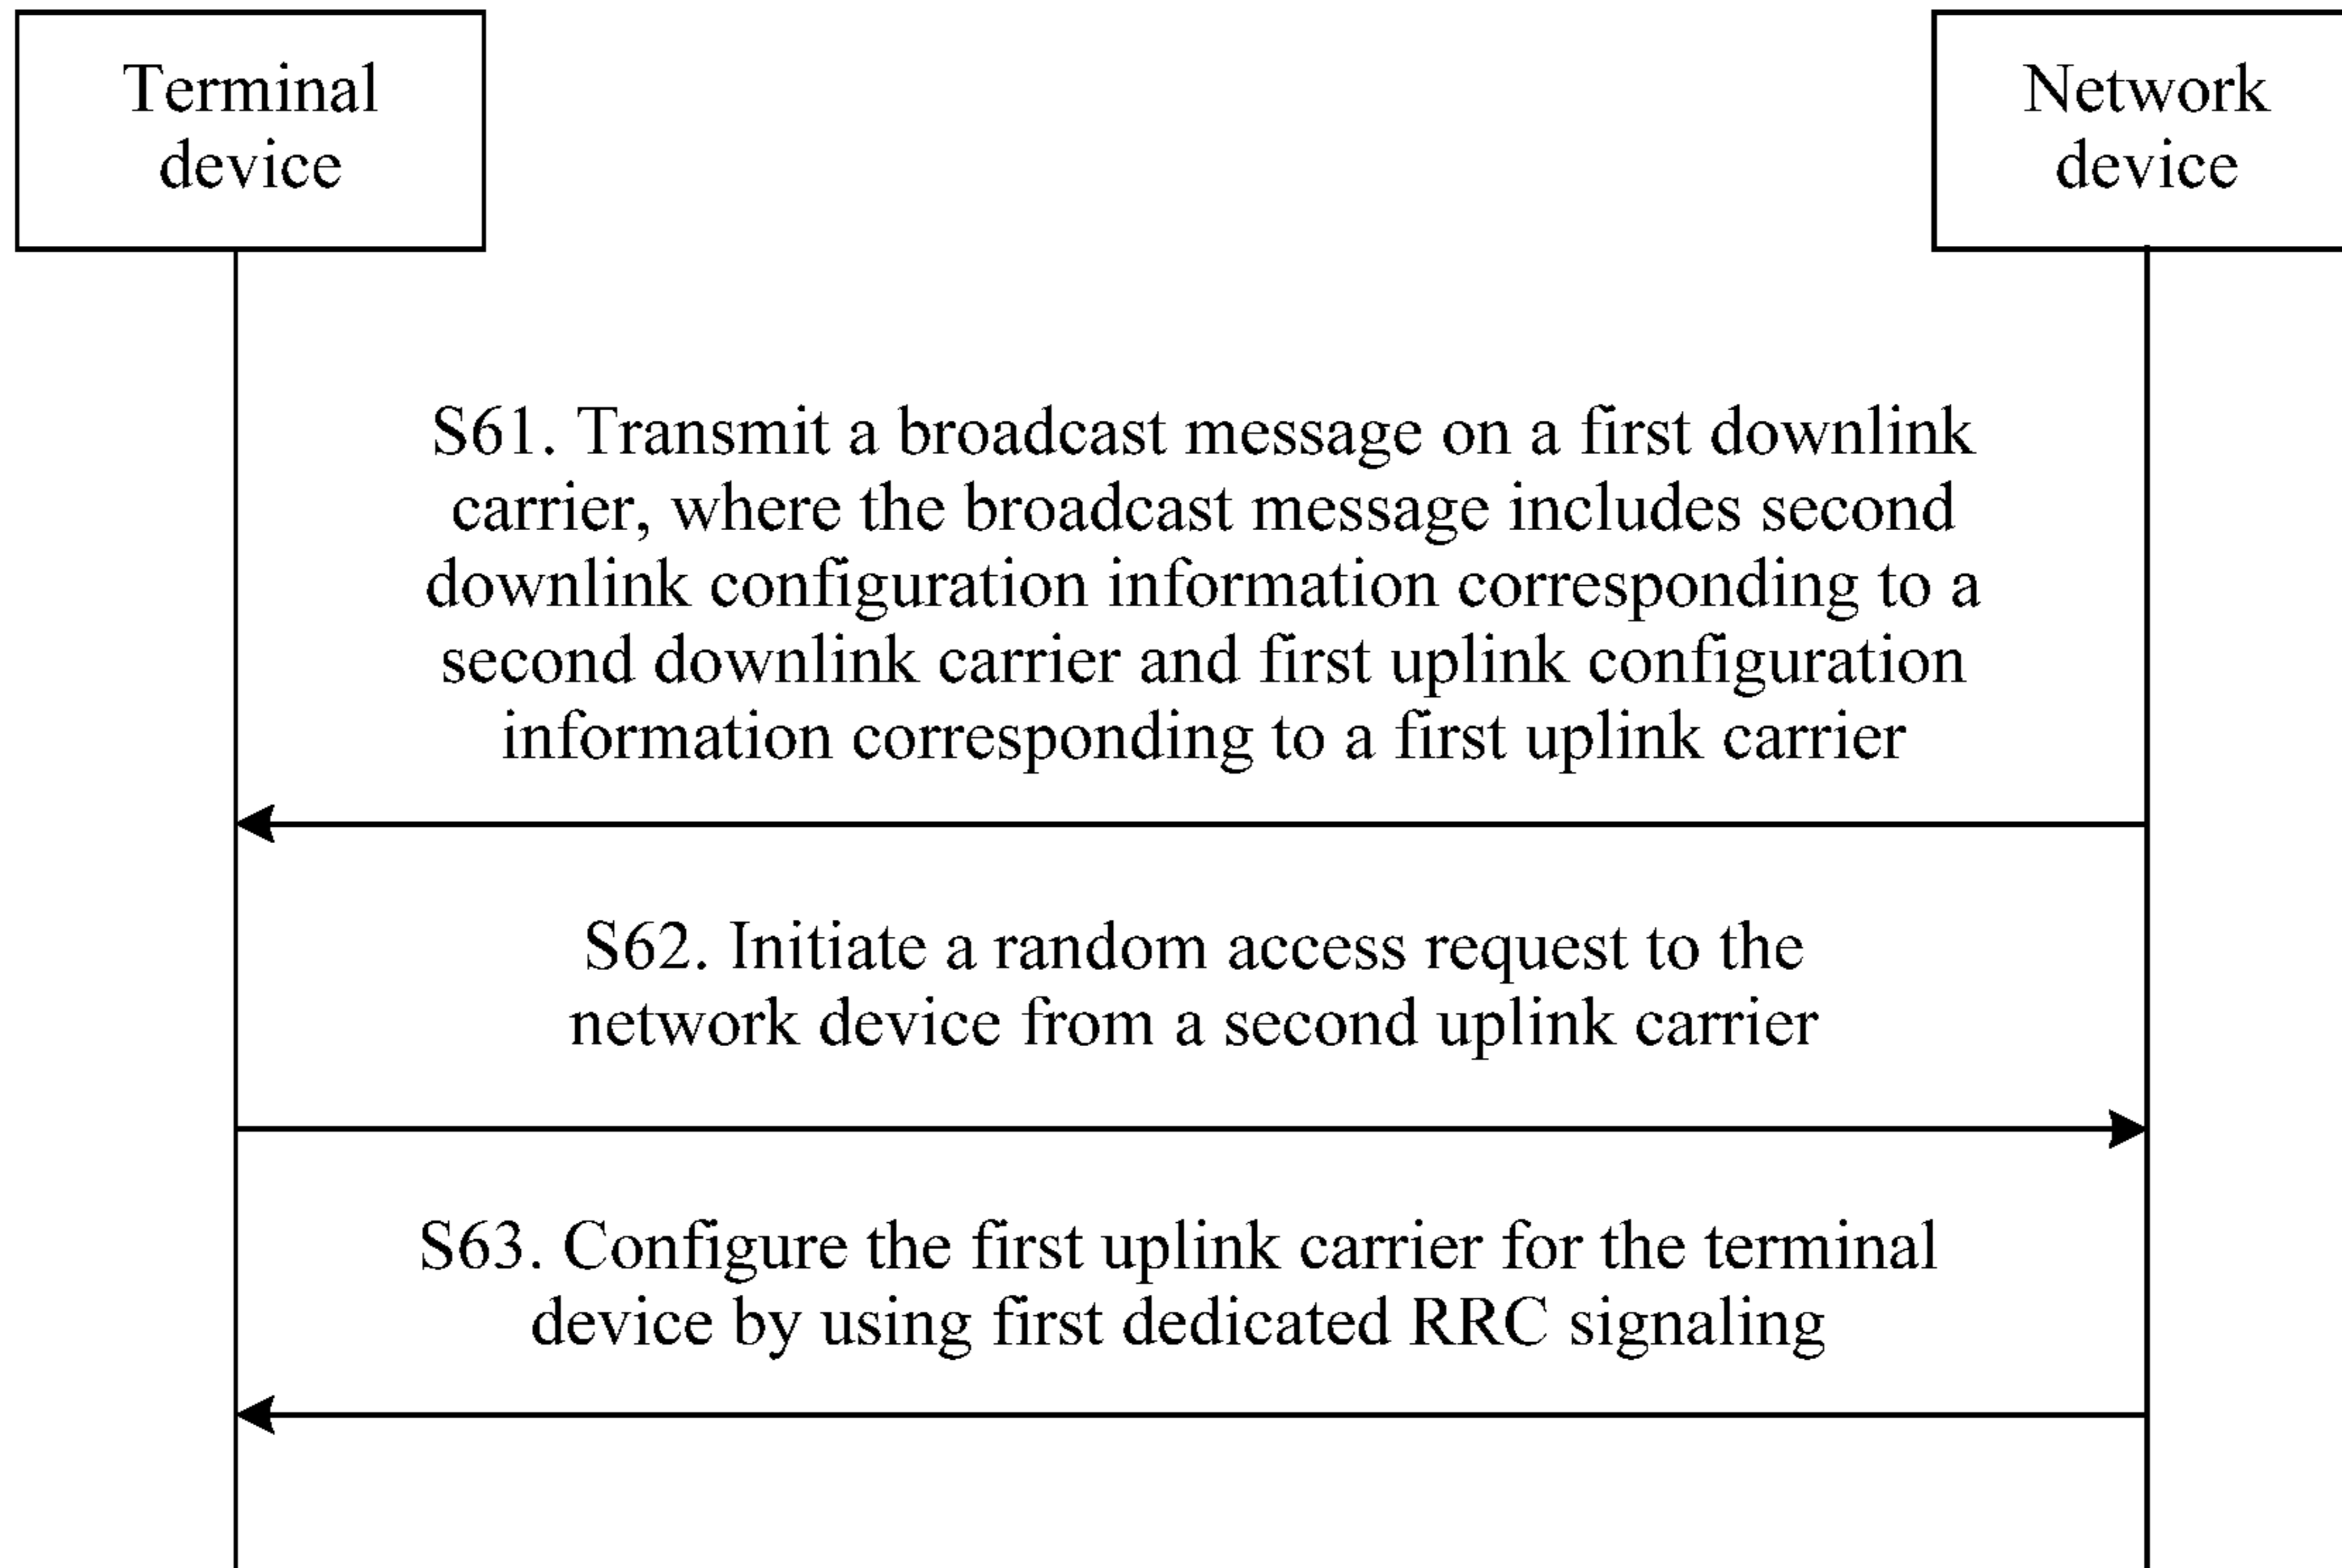 Terminal
device
Network
device
S61. Transmit a broadcast message on a first downlink
carrier, where the broadcast message includes second
downlink configuration information corresponding to a
second downlink carrier and first uplink configuration
information corresponding to a first uplink carrier
S62. Initiate a random access request to the
network device from a second uplink carrier
S63. Configure the first uplink carrier for the terminal
device by using first dedicated RRC signaling